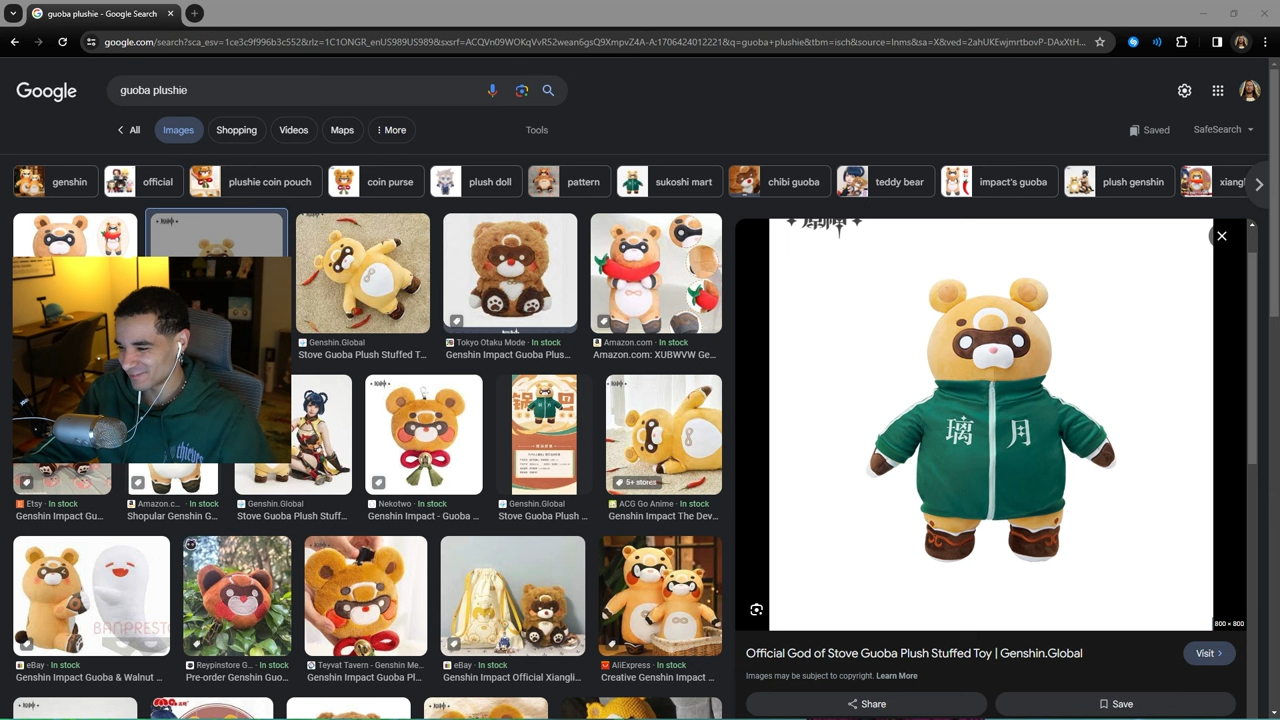 guoba plushie - Google Search
google.com/search?sca_esv=1ce3c9f996b3c552&rlz=1C1ONGR_enUS989US989&sxsrf=ACQVn09WOKqVvR52wean6gsQ9XmpvZ4A-A:1706424012221&q=guoba+plushie&tbm=isch&source=lnms&sa=X&ved=2ahUKEwjmrtbovP-DAxXtH...
Google
guoba plushie
All
Images
Shopping
Videos
Maps
More
Tools
Saved
SafeSearch
genshin
official
plushie coin pouch
coin purse
plush doll
pattern
sukoshi mart
chibi guoba
teddy bear
impact's guoba
plush genshin
xiangl
原神
璃月
800 × 800
Genshin.Global
Stove Guoba Plush Stuffed T...
Tokyo Otaku Mode · In stock
Genshin Impact Guoba Plus...
Amazon.com · In stock
Amazon.com: XUBWVW Ge...
锅巴
5+ stores
Etsy · In stock
Genshin Impact Gu...
Amazon.c... · In stock
Shopular Genshin G...
Genshin.Global
Stove Guoba Plush Stuff...
Nekotwo · In stock
Genshin Impact - Guoba ...
Genshin.Global
Stove Guoba Plush ...
ACG Go Anime · In stock
Genshin Impact The Dev...
BANPREST
eBay · In stock
Genshin Impact Guoba & Walnut ...
Reypinstore G... · In stock
Pre-order Genshin Guo...
Teyvat Tavern - Genshin Me...
Genshin Impact Guoba Pl...
eBay · In stock
Genshin Impact Official Xiangli...
AliExpress · In stock
Creative Genshin Impact ...
Official God of Stove Guoba Plush Stuffed Toy | Genshin.Global
Visit
Images may be subject to copyright. Learn More
Share
Save